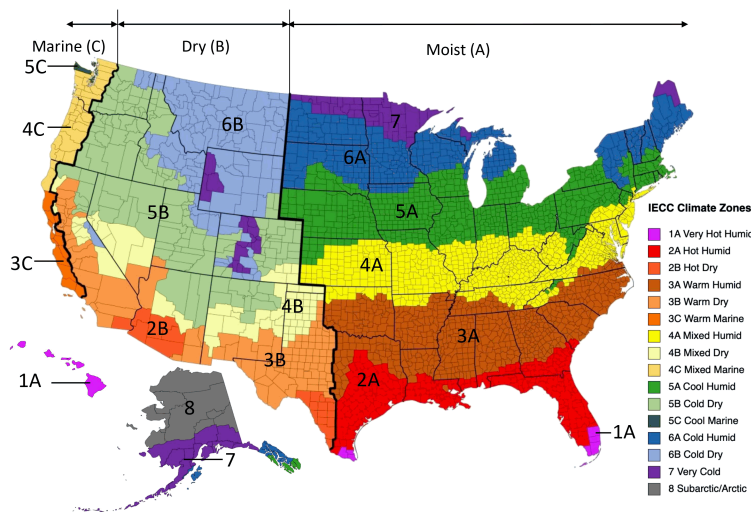 Marine (C)
Dry (B)
Moist (A)
5C
4C
6B
7
6A
5B
5A
3C
4A
4B
2B
3B
3A
2A
1A
8
7
1A
IECC Climate Zones
1A Very Hot Humid
2A Hot Humid
2B Hot Dry
3A Warm Humid
3B Warm Dry
3C Warm Marine
4A Mixed Humid
4B Mixed Dry
4C Mixed Marine
5A Cool Humid
5B Cold Dry
5C Cool Marine
6A Cold Humid
6B Cold Dry
7 Very Cold
8 Subarctic/Arctic